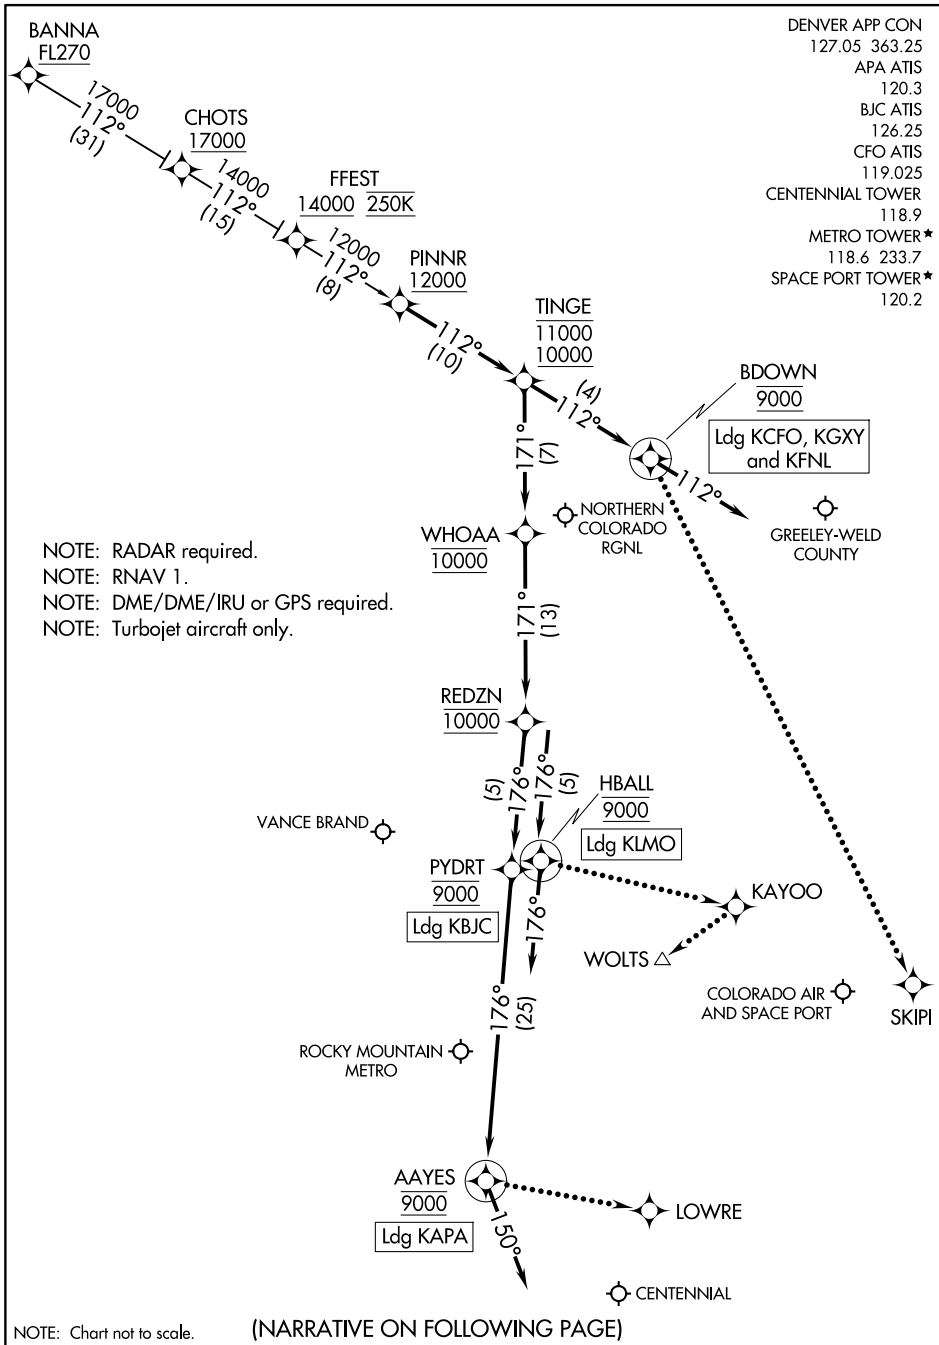 DENVER APP CON
127.05 363.25
APA ATIS
120.3
BJC ATIS
126.25
CFO ATIS
119.025
CENTENNIAL TOWER
118.9
METRO TOWER★
118.6 233.7
SPACE PORT TOWER★
120.2
BANNA
FL270
17000
112°
(31)
CHOTS
17000
14000
112°
(15)
FFEST
14000 250K
12000
112°
(8)
PINNR
12000
112°
(10)
TINGE
11000
10000
(4)
112°
BDOWN
9000
Ldg KCFO, KGXY
and KFNL
112°
171°
(7)
NORTHERN
COLORADO
RGNL
GREELEY-WELD
COUNTY
WHOAA
10000
NOTE: RADAR required.
NOTE: RNAV 1.
NOTE: DME/DME/IRU or GPS required.
NOTE: Turbojet aircraft only.
171°
(13)
REDZN
10000
(5)
176°
176°
(5)
HBALL
9000
Ldg KLMO
VANCE BRAND
PYDRT
9000
Ldg KBJC
176°
KAYOO
WOLTS
176°
(25)
COLORADO AIR
AND SPACE PORT
SKIPI
ROCKY MOUNTAIN
METRO
AAYES
9000
Ldg KAPA
150°
LOWRE
CENTENNIAL
NOTE: Chart not to scale.
(NARRATIVE ON FOLLOWING PAGE)